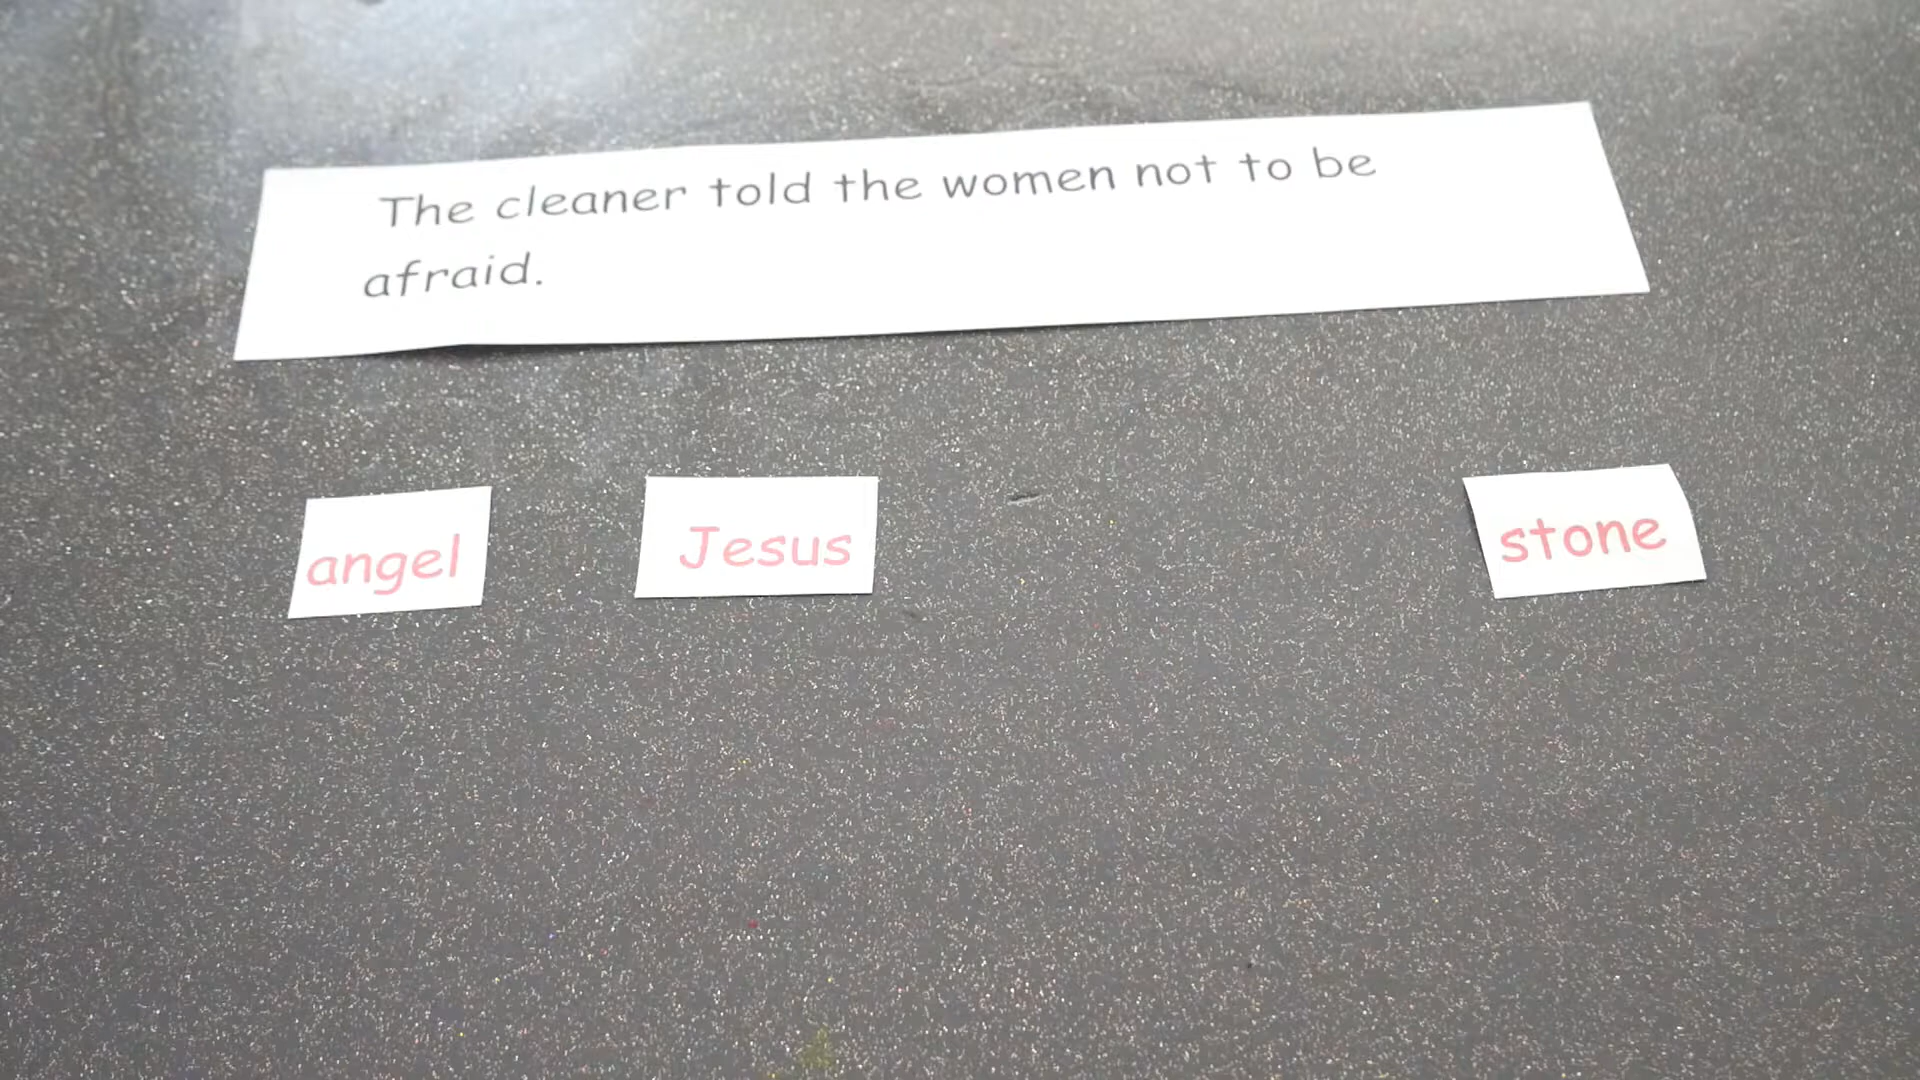 The cleaner told the women not to be
afraid.
angel
Jesus
stone